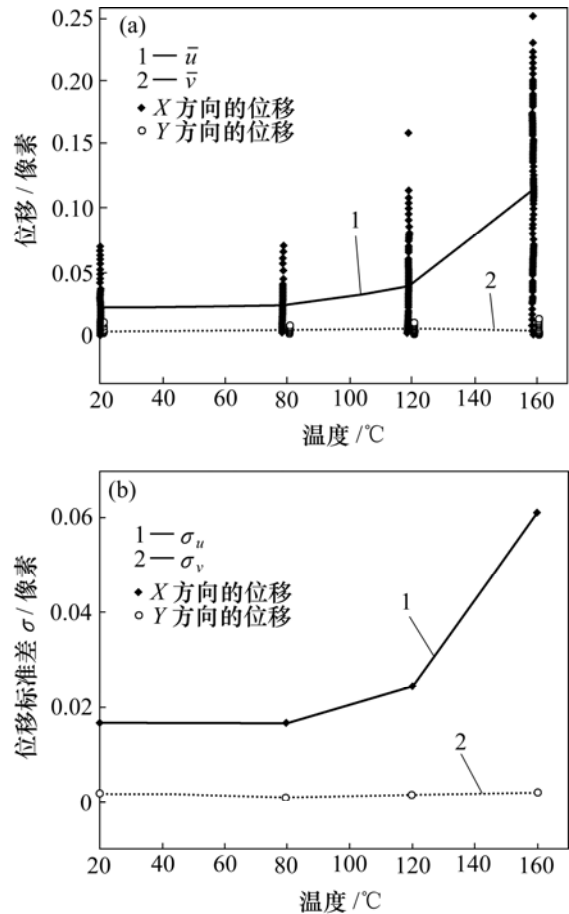 (a)
1 — ū
2 — v̄
X 方向的位移
Y 方向的位移
位移 / 像素
0.25
0.20
0.15
0.10
0.05
0
1
2
20 40 60 80 100 120 140 160
温度 /℃
(b)
1 — σu
2 — σv
X 方向的位移
Y 方向的位移
位移标准差 σ / 像素
0.06
0.04
0.02
0
1
2
20 40 60 80 100 120 140 160
温度 /℃